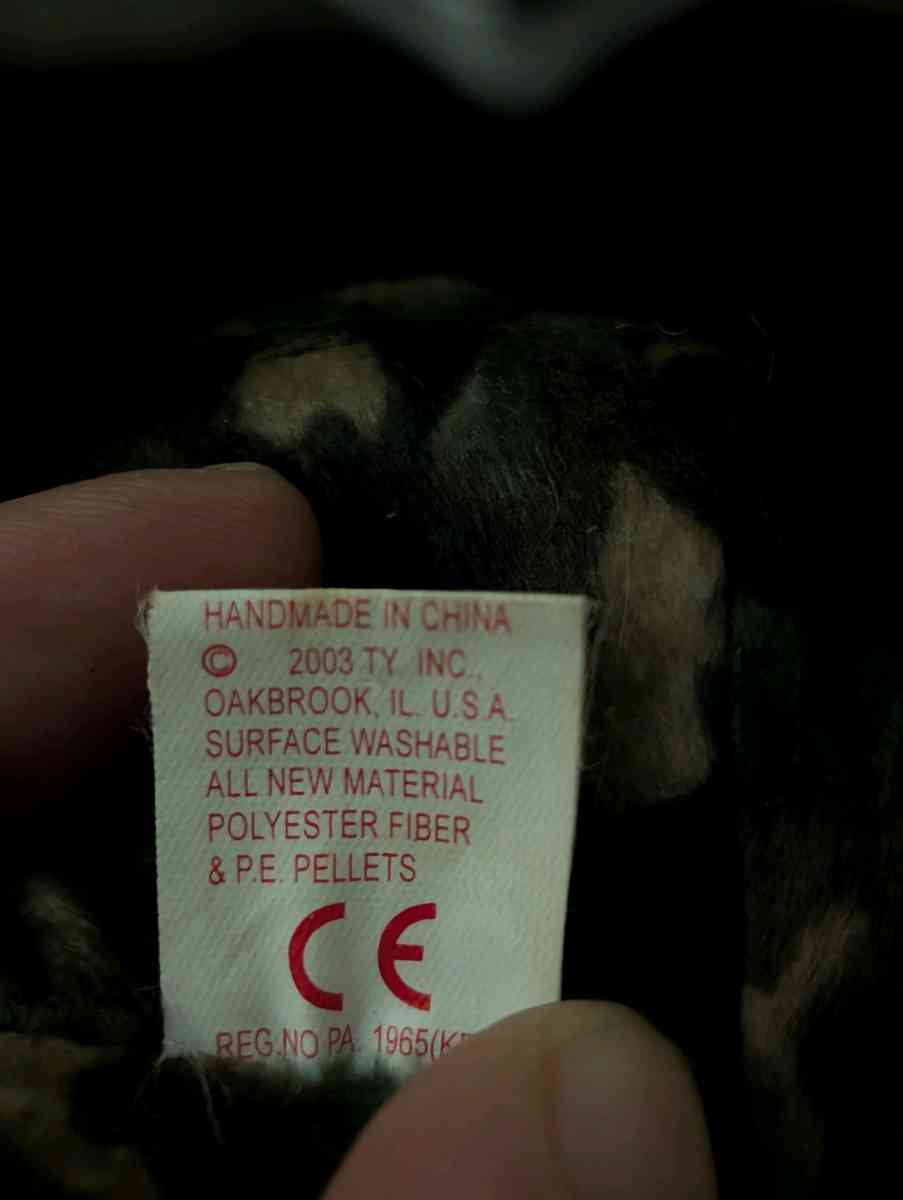 HANDMADE IN CHINA
© 2003 TY INC.,
OAKBROOK, IL. U.S.A.
SURFACE WASHABLE
ALL NEW MATERIAL
POLYESTER FIBER
& P.E. PELLETS
CE
REG.NO PA. 1965(